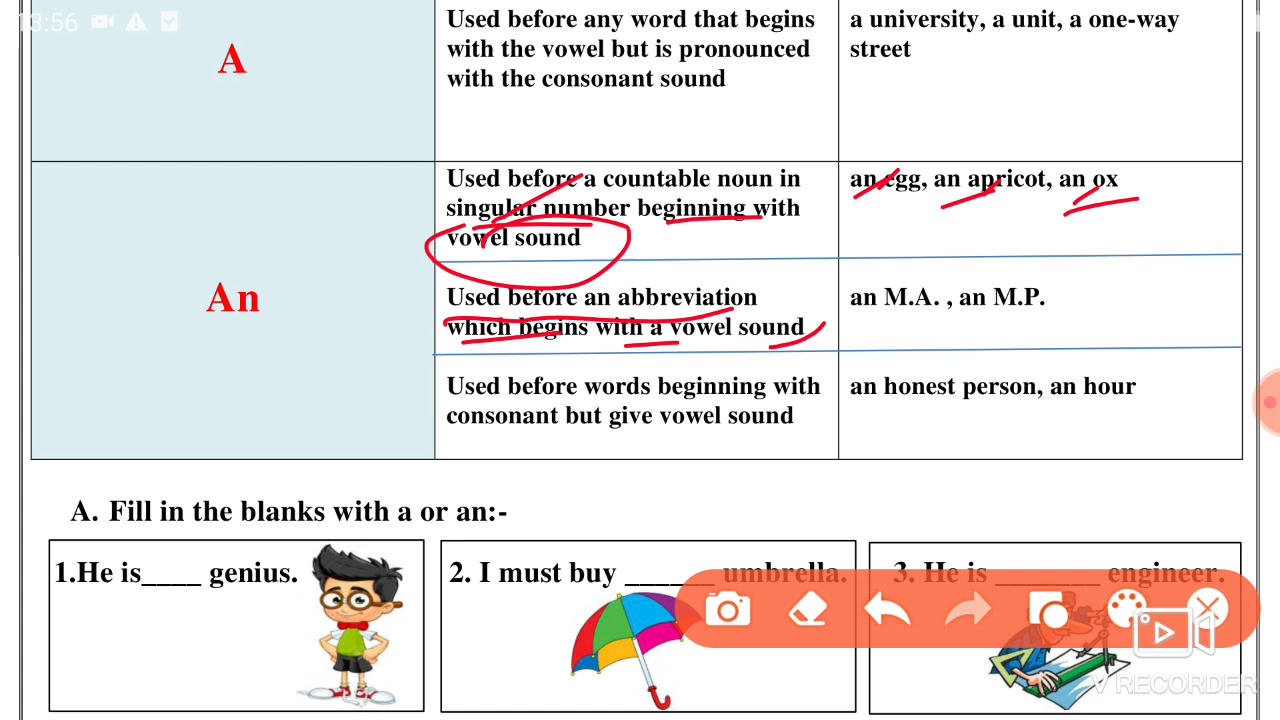 13:56
A
Used before any word that begins
with the vowel but is pronounced
with the consonant sound
a university, a unit, a one-way
street
An
Used before a countable noun in
singular number beginning with
vowel sound
an egg, an apricot, an ox
Used before an abbreviation
which begins with a vowel sound
an M.A. , an M.P.
Used before words beginning with
consonant but give vowel sound
an honest person, an hour
A. Fill in the blanks with a or an:-
1.He is____ genius.
2. I must buy ______ umbrella.
3. He is _______ engineer.
V RECORDER